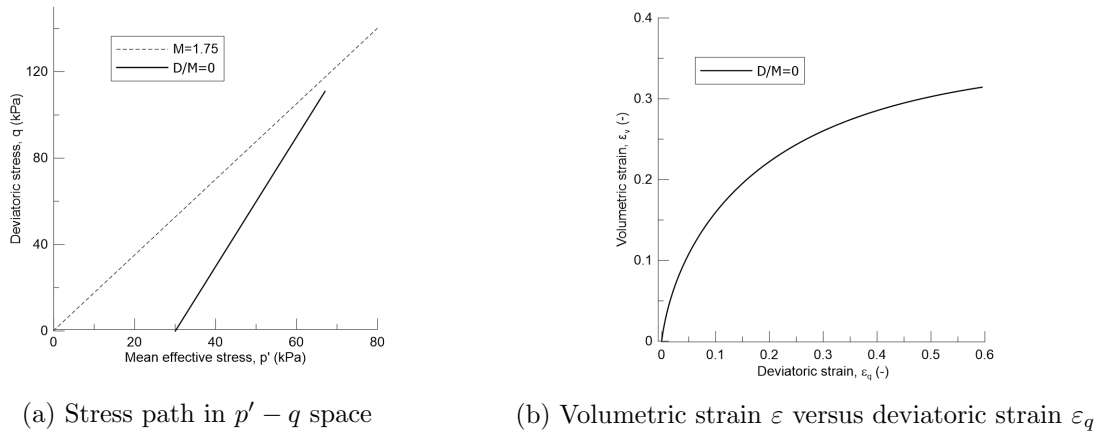 M=1.75
D/M=0
Deviatoric stress, q (kPa)
120
80
40
0
0
20
40
60
80
Mean effective stress, p' (kPa)
D/M=0
Volumetric strain, εv (-)
0.4
0.3
0.2
0.1
0
0
0.1
0.2
0.3
0.4
0.5
0.6
Deviatoric strain, εq (-)
(a) Stress path in p′ − q space
(b) Volumetric strain ε versus deviatoric strain εq